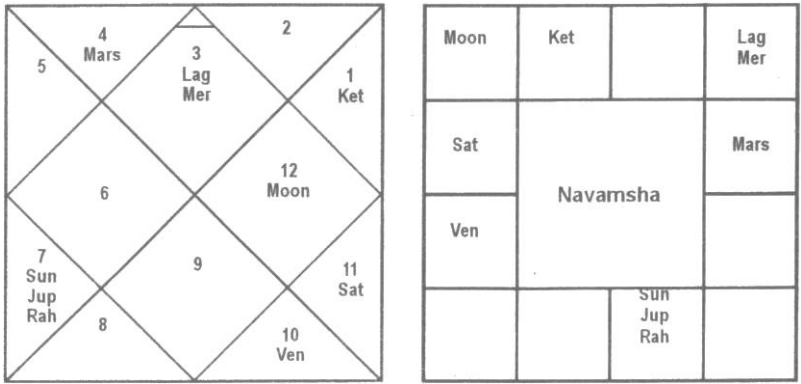 4
Mars
2
3
Lag
Mer
5
1
Ket
6
12
Moon
7
Sun
Jup
Rah
9
11
Sat
8
10
Ven
Moon
Ket
Lag
Mer
Sat
Mars
Navamsha
Ven
Sun
Jup
Rah